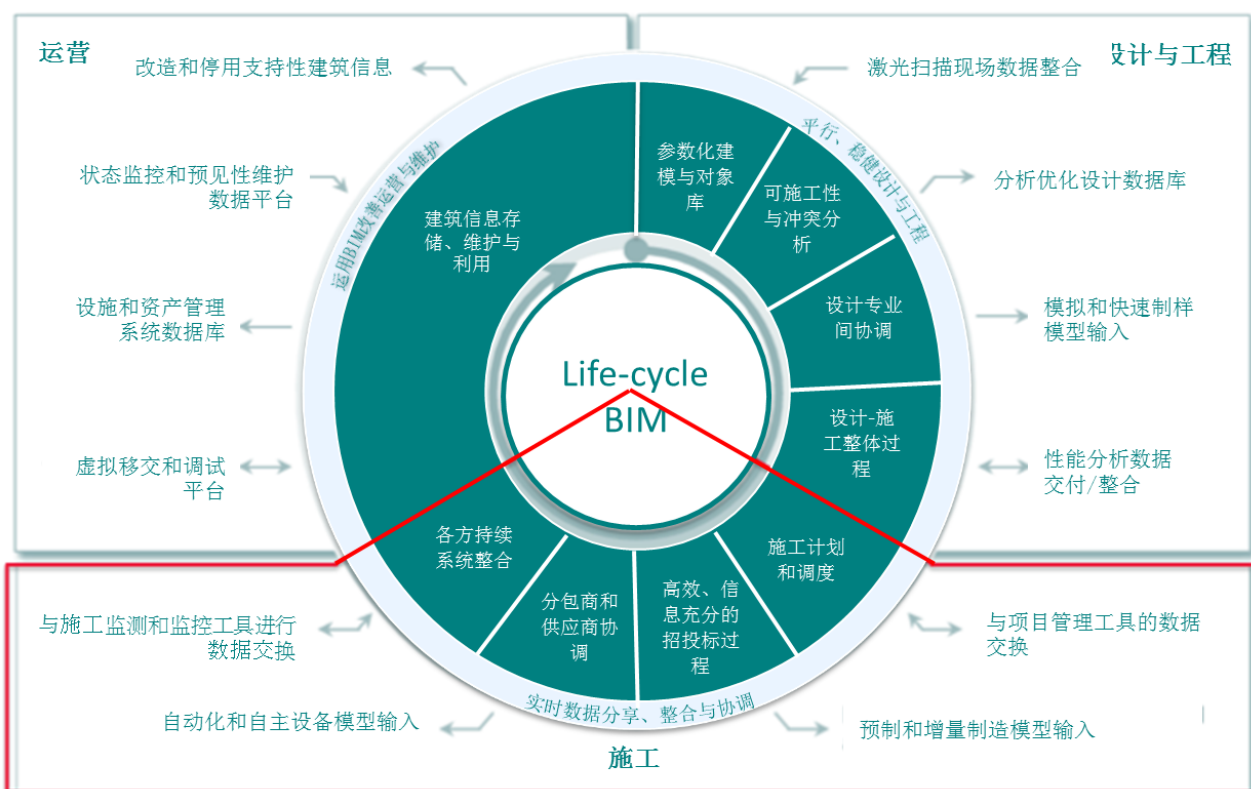 运营
改造和停用支持性建筑信息
状态监控和预见性维护
数据平台
设施和资产管理
系统数据库
虚拟移交和调试
平台
设计与工程
激光扫描现场数据整合
分析优化设计数据库
模拟和快速制样
模型输入
性能分析数据
交付/整合
运用BIM改善运营与维护
平行、稳健设计与工程
建筑信息存
储、维护与
利用
参数化建
模与对象
库
可施工性
与冲突分
析
设计专业
间协调
设计-施
工整体过
程
施工计划
和调度
高效、信
息充分的
招投标过
程
分包商和
供应商协
调
各方持续
系统整合
Life-cycle
BIM
与施工监测和监控工具进行
数据交换
自动化和自主设备模型输入
与项目管理工具的数据
交换
预制和增量制造模型输入
实时数据分享、整合与协调
施工